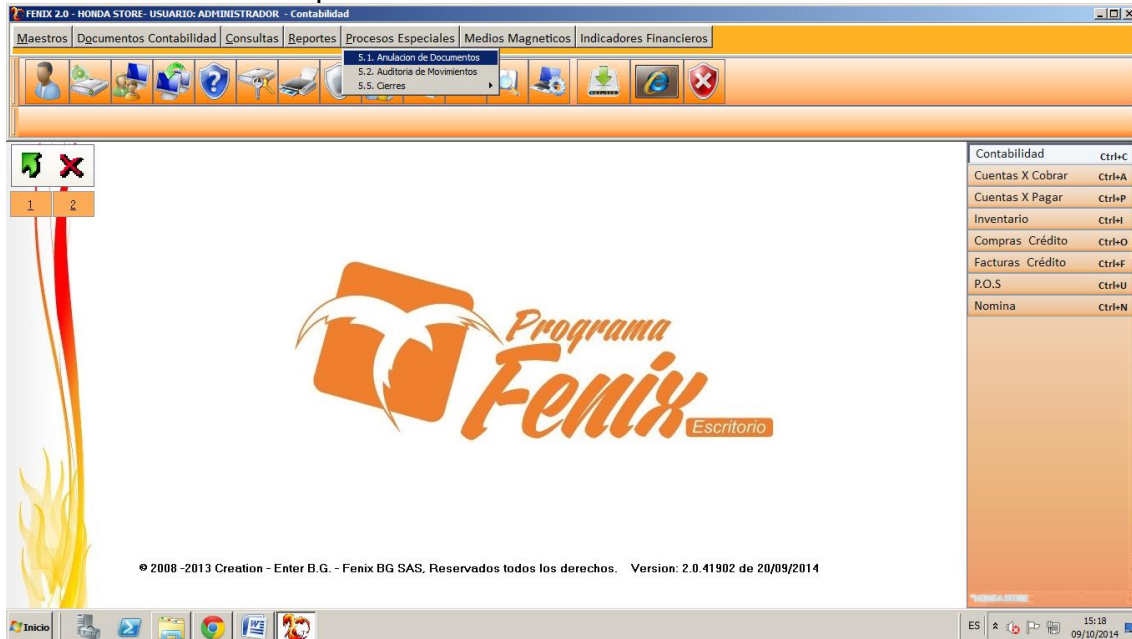 FENIX 2.0 - HONDA STORE- USUARIO: ADMINISTRADOR - Contabilidad
Maestros Documentos Contabilidad Consultas Reportes Procesos Especiales Medios Magneticos Indicadores Financieros
5.1. Anulacion de Documentos
5.2. Auditoria de Movimientos
5.5. Cierres
1 2
Contabilidad Ctrl+C
Cuentas X Cobrar Ctrl+A
Cuentas X Pagar Ctrl+P
Inventario Ctrl+I
Compras Crédito Ctrl+O
Facturas Crédito Ctrl+F
P.O.S Ctrl+U
Nomina Ctrl+N
Programa
Fenix
Escritorio
© 2008 -2013 Creation - Enter B.G. - Fenix BG SAS, Reservados todos los derechos. Version: 2.0.41902 de 20/09/2014
*HONDA STORE
Inicio
ES
15:18
09/10/2014